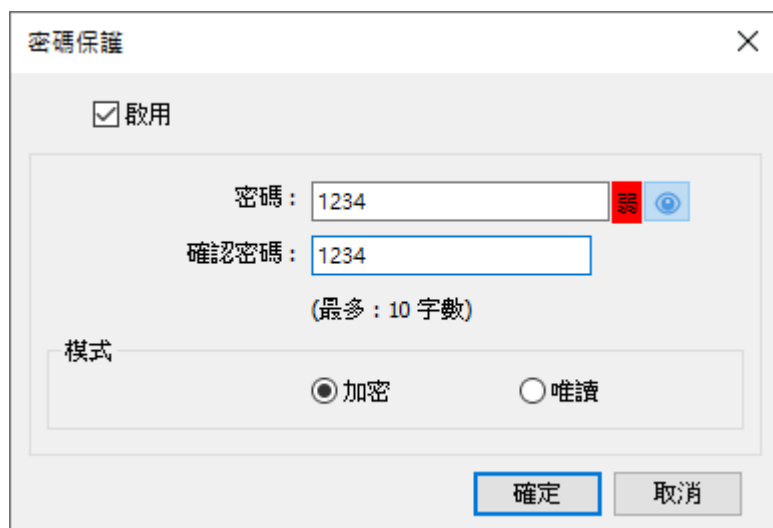 密碼保護
啟用
密碼： 1234 弱
確認密碼： 1234
(最多：10 字數)
模式
加密 唯讀
確定 取消